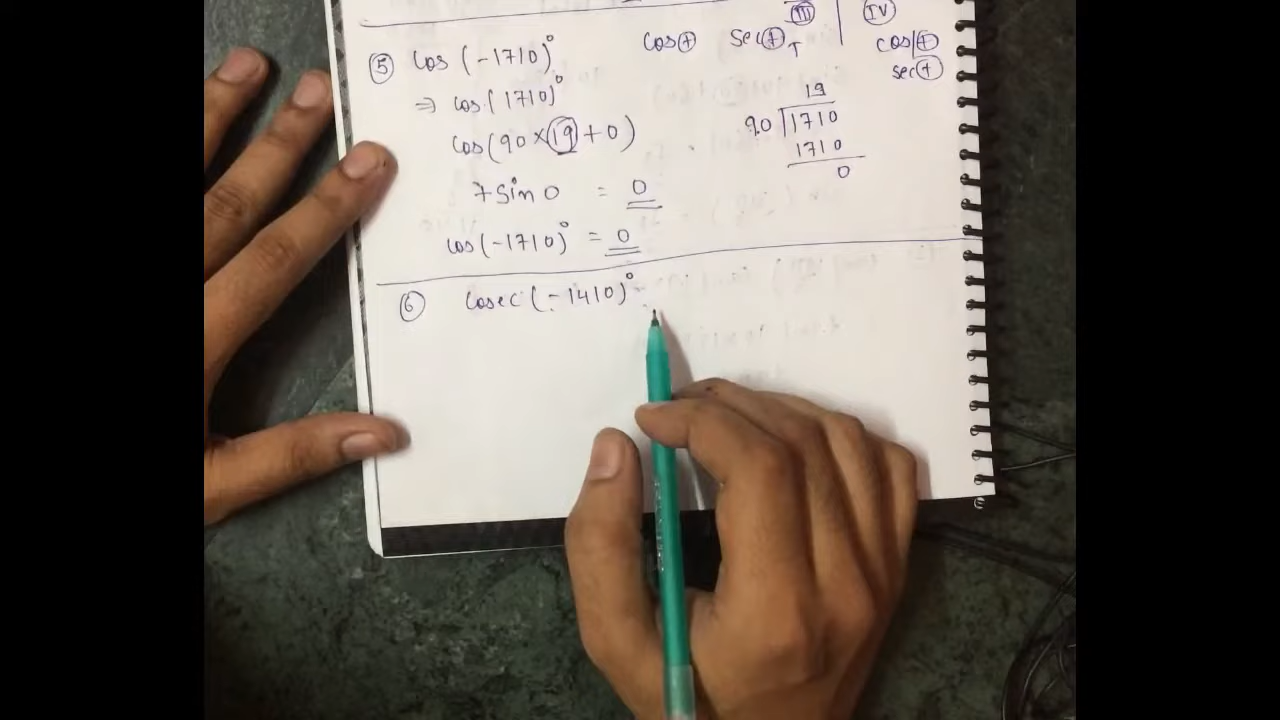 III IV
⑤ cos (-1710)° cos⊕ sec⊕ T cos⊕
sec⊕
⇒ cos (1710)°
cos(90×19+0)
7 sin 0 = 0
cos(-1710)° = 0
19
90 1710
1710
0
⑥ cosec (-1410)°